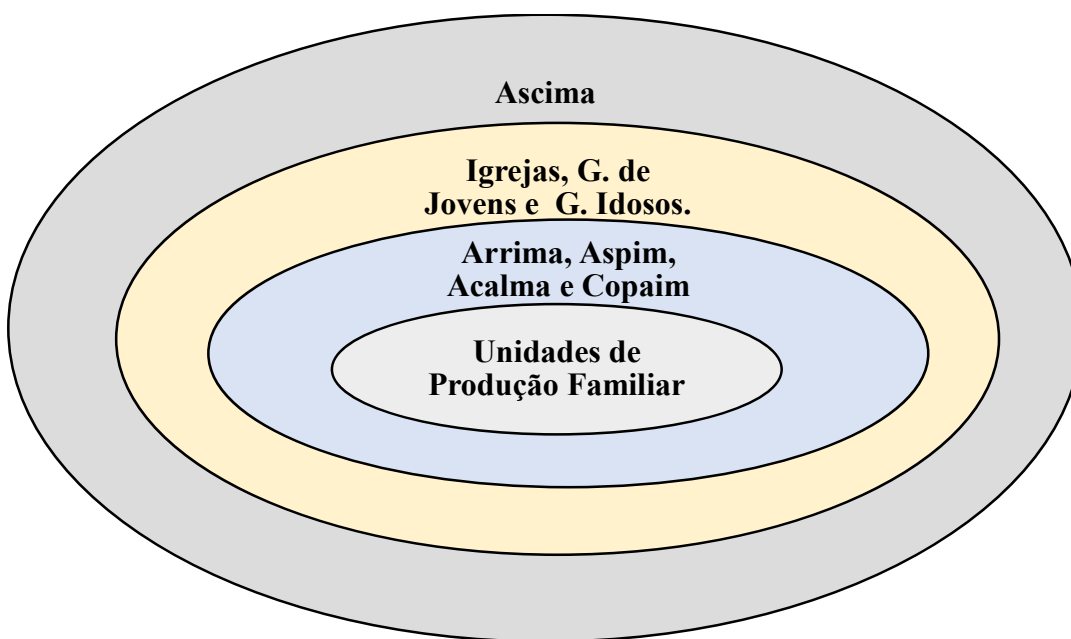 Ascima
Igrejas, G. de
Jovens e  G. Idosos.
Arrima, Aspim,
Acalma e Copaim
Unidades de
Produção Familiar